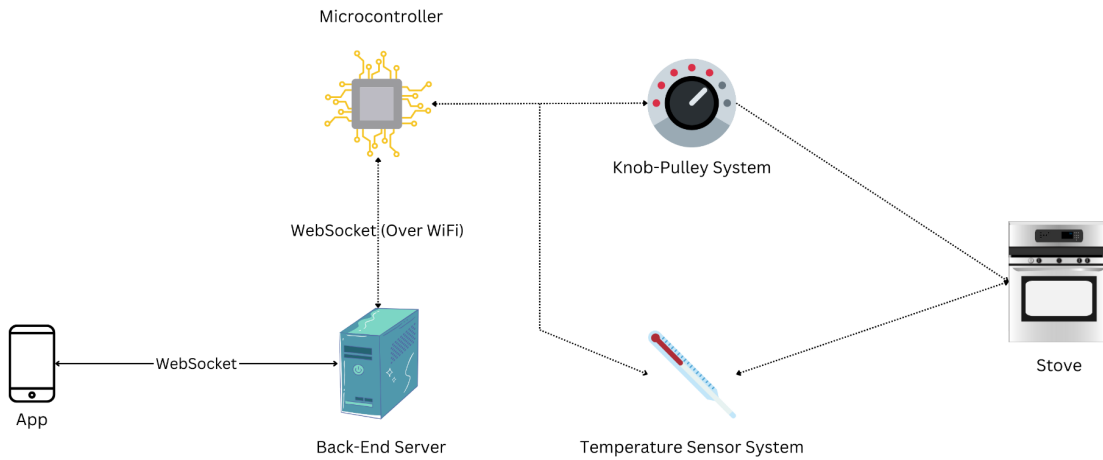 Microcontroller
Knob-Pulley System
WebSocket (Over WiFi)
WebSocket
App
Back-End Server
Temperature Sensor System
Stove